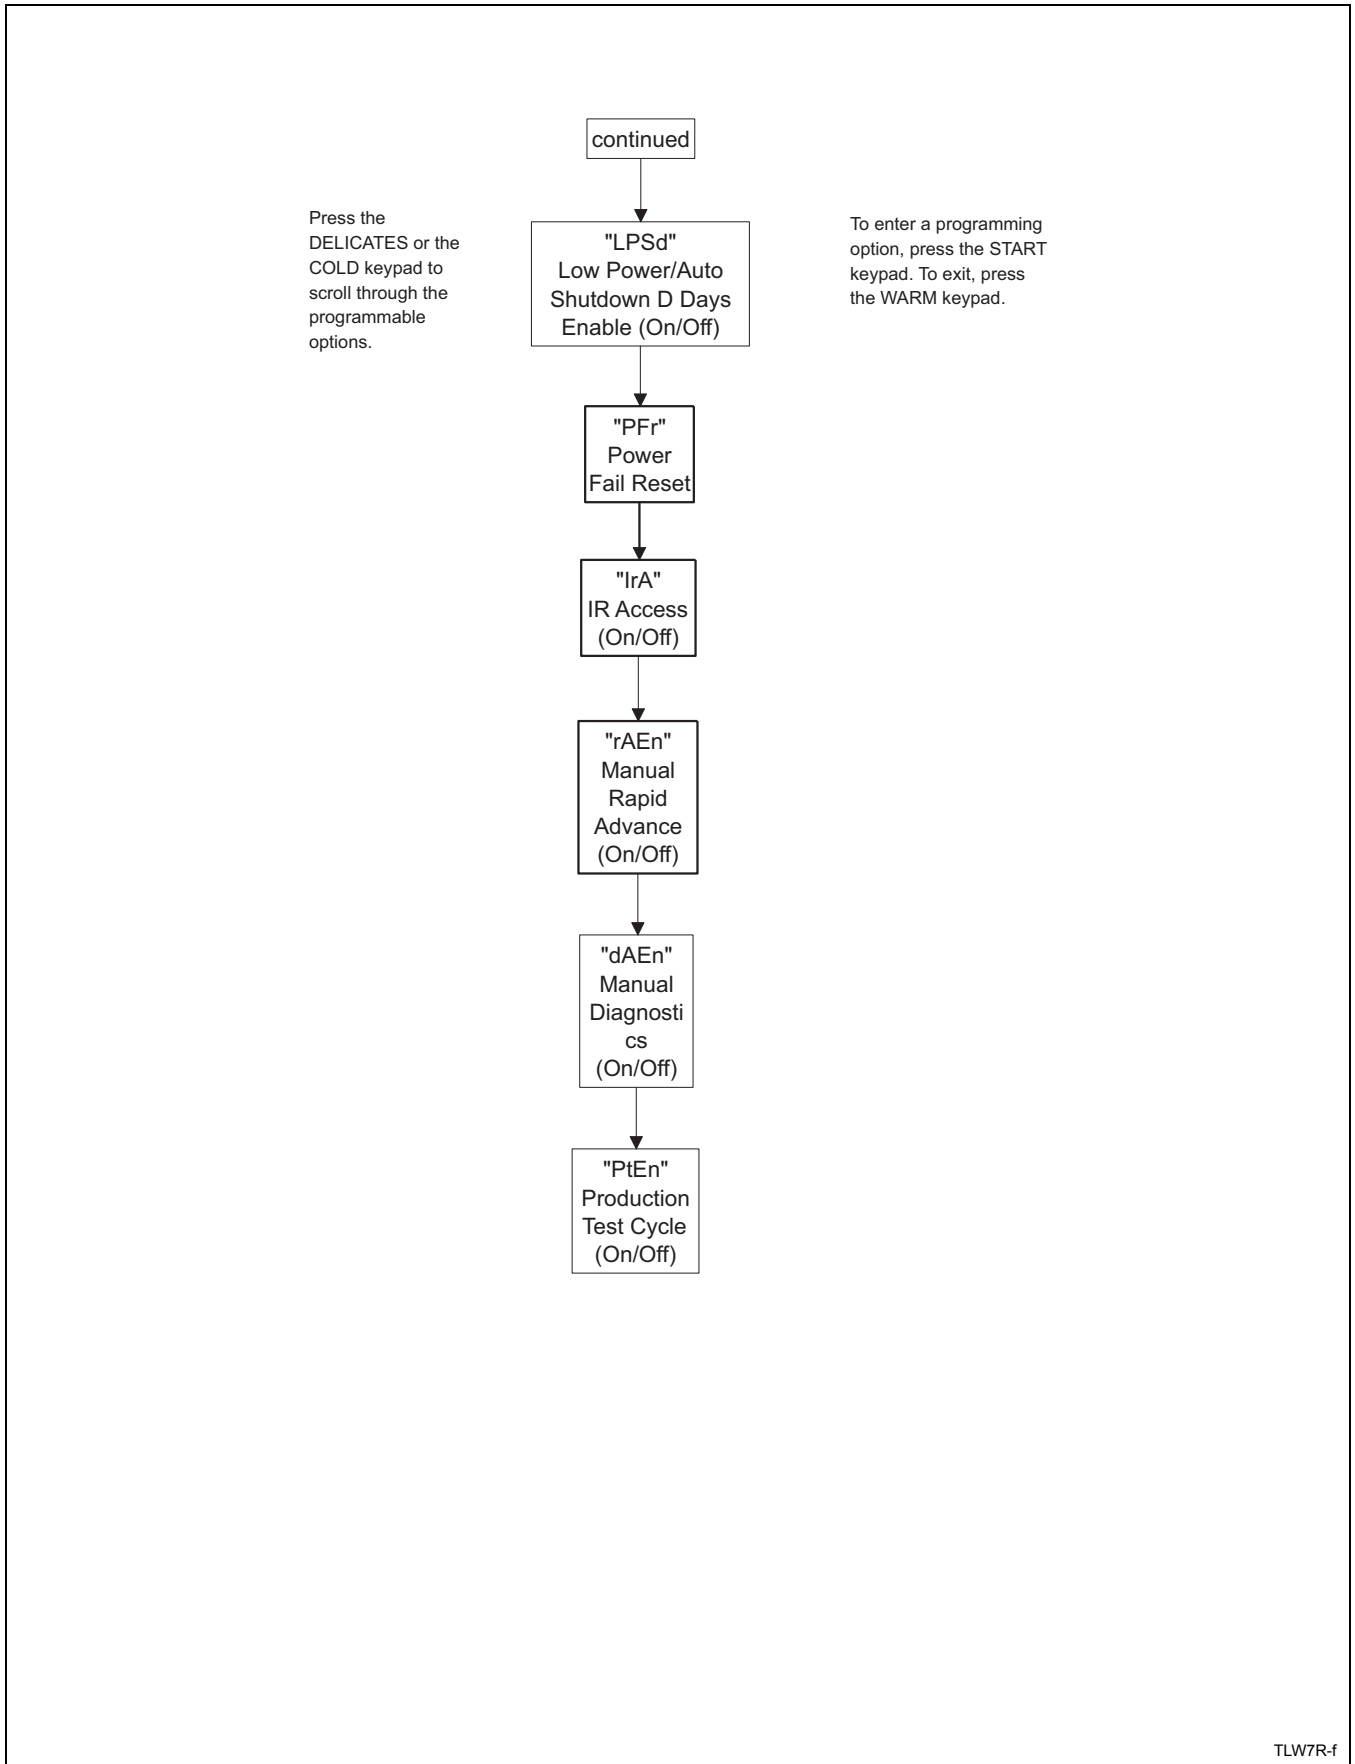 continued
Press the
DELICATES or the
COLD keypad to
scroll through the
programmable
options.
"LPSd"
Low Power/Auto
Shutdown D Days
Enable (On/Off)
To enter a programming
option, press the START
keypad. To exit, press
the WARM keypad.
"PFr"
Power
Fail Reset
"IrA"
IR Access
(On/Off)
"rAEn"
Manual
Rapid
Advance
(On/Off)
"dAEn"
Manual
Diagnosti
cs
(On/Off)
"PtEn"
Production
Test Cycle
(On/Off)
TLW7R-f